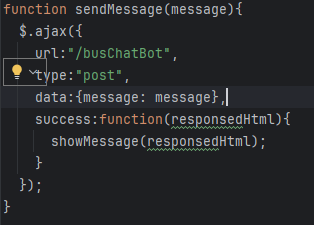 function sendMessage(message){
  $.ajax({
    url:"/busChatBot",
    type:"post",
    data:{message: message},
    success:function(responsedHtml){
      showMessage(responsedHtml);
    }
  });
}